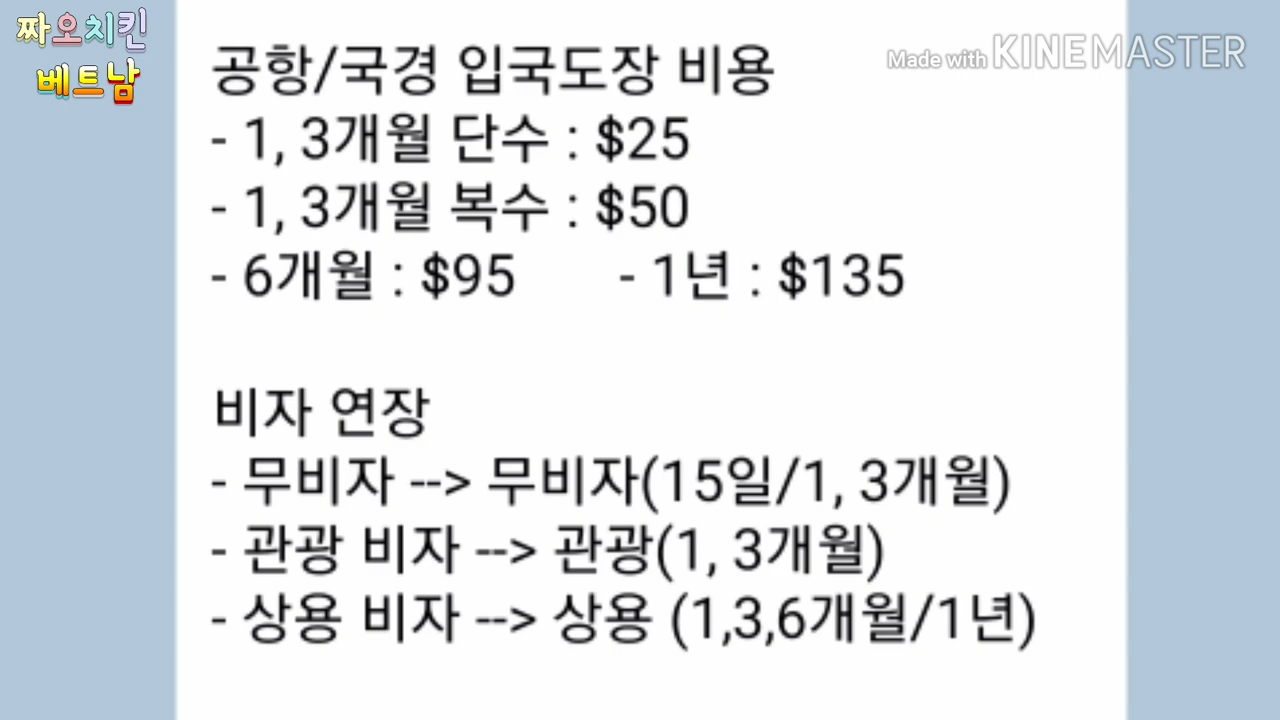 짜오치킨
베트남
Made with KINEMASTER
공항/국경 입국도장 비용
- 1, 3개월 단수 : $25
- 1, 3개월 복수 : $50
- 6개월 : $95 - 1년 : $135
비자 연장
- 무비자 --> 무비자(15일/1, 3개월)
- 관광 비자 --> 관광(1, 3개월)
- 상용 비자 --> 상용 (1,3,6개월/1년)